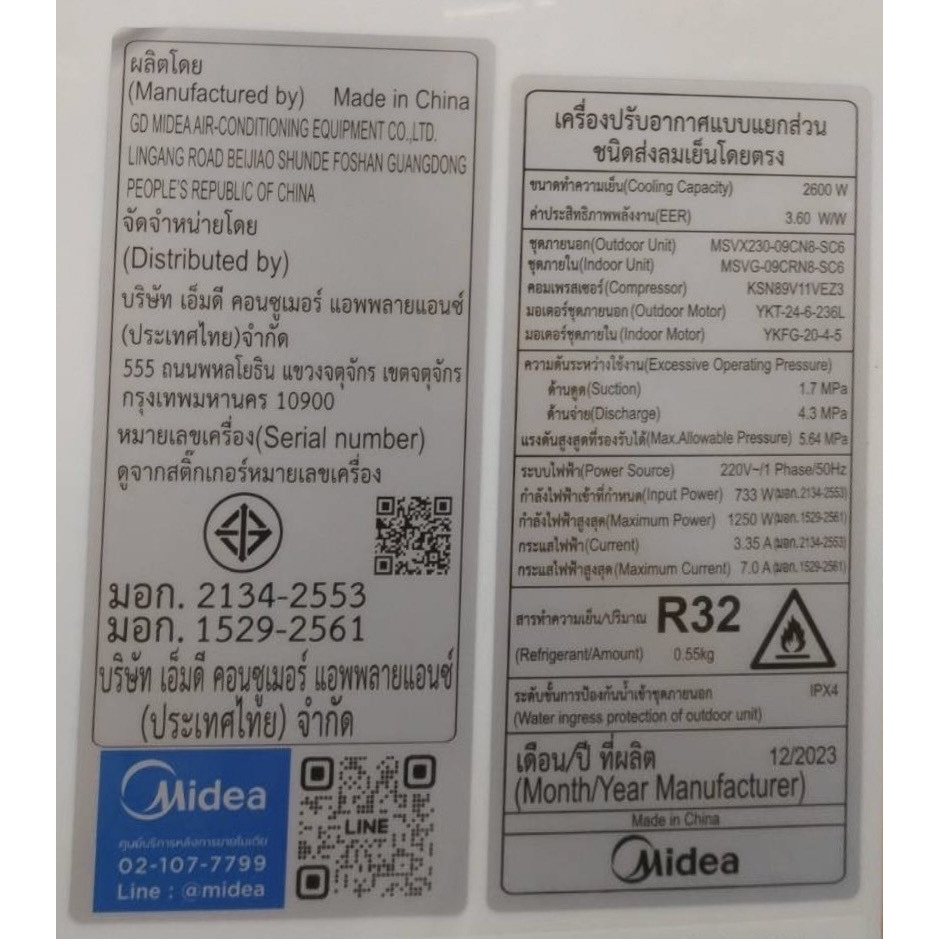 ผลิตโดย
(Manufactured by) Made in China
GD MIDEA AIR-CONDITIONING EQUIPMENT CO.,LTD.
LINGANG ROAD BEIJIAO SHUNDE FOSHAN GUANGDONG
PEOPLE'S REPUBLIC OF CHINA
จัดจำหน่ายโดย
(Distributed by)
บริษัท เอ็มดี คอนซูเมอร์ แอพพลายแอนซ์
(ประเทศไทย)จำกัด
555 ถนนพหลโยธิน แขวงจตุจักร เขตจตุจักร
กรุงเทพมหานคร 10900
หมายเลขเครื่อง(Serial number)
ดูจากสติ๊กเกอร์หมายเลขเครื่อง
มอก. 2134-2553
มอก. 1529-2561
บริษัท เอ็มดี คอนซูเมอร์ แอพพลายแอนซ์
(ประเทศไทย) จำกัด
Midea
ศูนย์บริการหลังการขายไมเดีย
02-107-7799
Line : @midea
LINE
เครื่องปรับอากาศแบบแยกส่วน
ชนิดส่งลมเย็นโดยตรง
ขนาดทำความเย็น(Cooling Capacity) 2600 W
ค่าประสิทธิภาพพลังงาน(EER) 3.60 W/W
ชุดภายนอก(Outdoor Unit) MSVX230-09CN8-SC6
ชุดภายใน(Indoor Unit) MSVG-09CRN8-SC6
คอมเพรสเซอร์(Compressor) KSN89V11VEZ3
มอเตอร์ชุดภายนอก(Outdoor Motor) YKT-24-6-236L
มอเตอร์ชุดภายใน(Indoor Motor) YKFG-20-4-5
ความดันระหว่างใช้งาน(Excessive Operating Pressure)
ด้านดูด(Suction) 1.7 MPa
ด้านจ่าย(Discharge) 4.3 MPa
แรงดันสูงสุดที่รองรับได้(Max.Allowable Pressure) 5.64 MPa
ระบบไฟฟ้า(Power Source) 220V~/1 Phase/50Hz
กำลังไฟฟ้าเข้าที่กำหนด(Input Power) 733 W(มอก.2134-2553)
กำลังไฟฟ้าสูงสุด(Maximum Power) 1250 W(มอก.1529-2561)
กระแสไฟฟ้า(Current) 3.35 A(มอก.2134-2553)
กระแสไฟฟ้าสูงสุด(Maximum Current) 7.0 A(มอก.1529-2561)
สารทำความเย็น/ปริมาณ R32
(Refrigerant/Amount) 0.55kg
ระดับชั้นการป้องกันน้ำเข้าชุดภายนอก IPX4
(Water ingress protection of outdoor unit)
เดือน/ปี ที่ผลิต 12/2023
(Month/Year Manufacturer)
Made in China
Midea